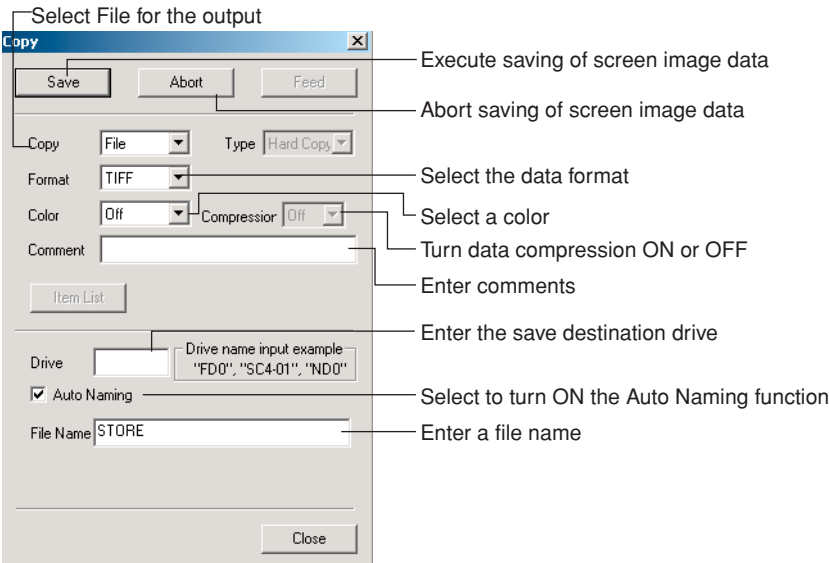 Select File for the output
Copy
Save Abort Feed
Execute saving of screen image data
Abort saving of screen image data
Copy File Type Hard Copy
Format TIFF
Select the data format
Color Off Compressior Off
Select a color
Turn data compression ON or OFF
Comment
Enter comments
Item List
Enter the save destination drive
Drive
Drive name input example
"FD0", "SC4-01", "ND0"
Auto Naming
Select to turn ON the Auto Naming function
File Name STORE
Enter a file name
Close